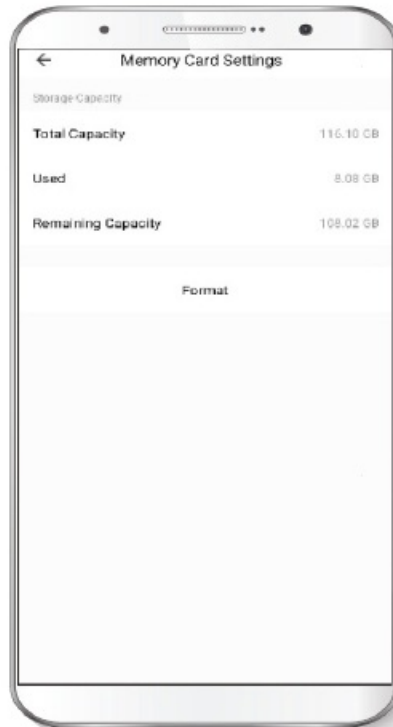 Memory Card Settings
Storage Capacity
Total Capacity 116.10 GB
Used 8.08 GB
Remaining Capacity 108.02 GB
Format